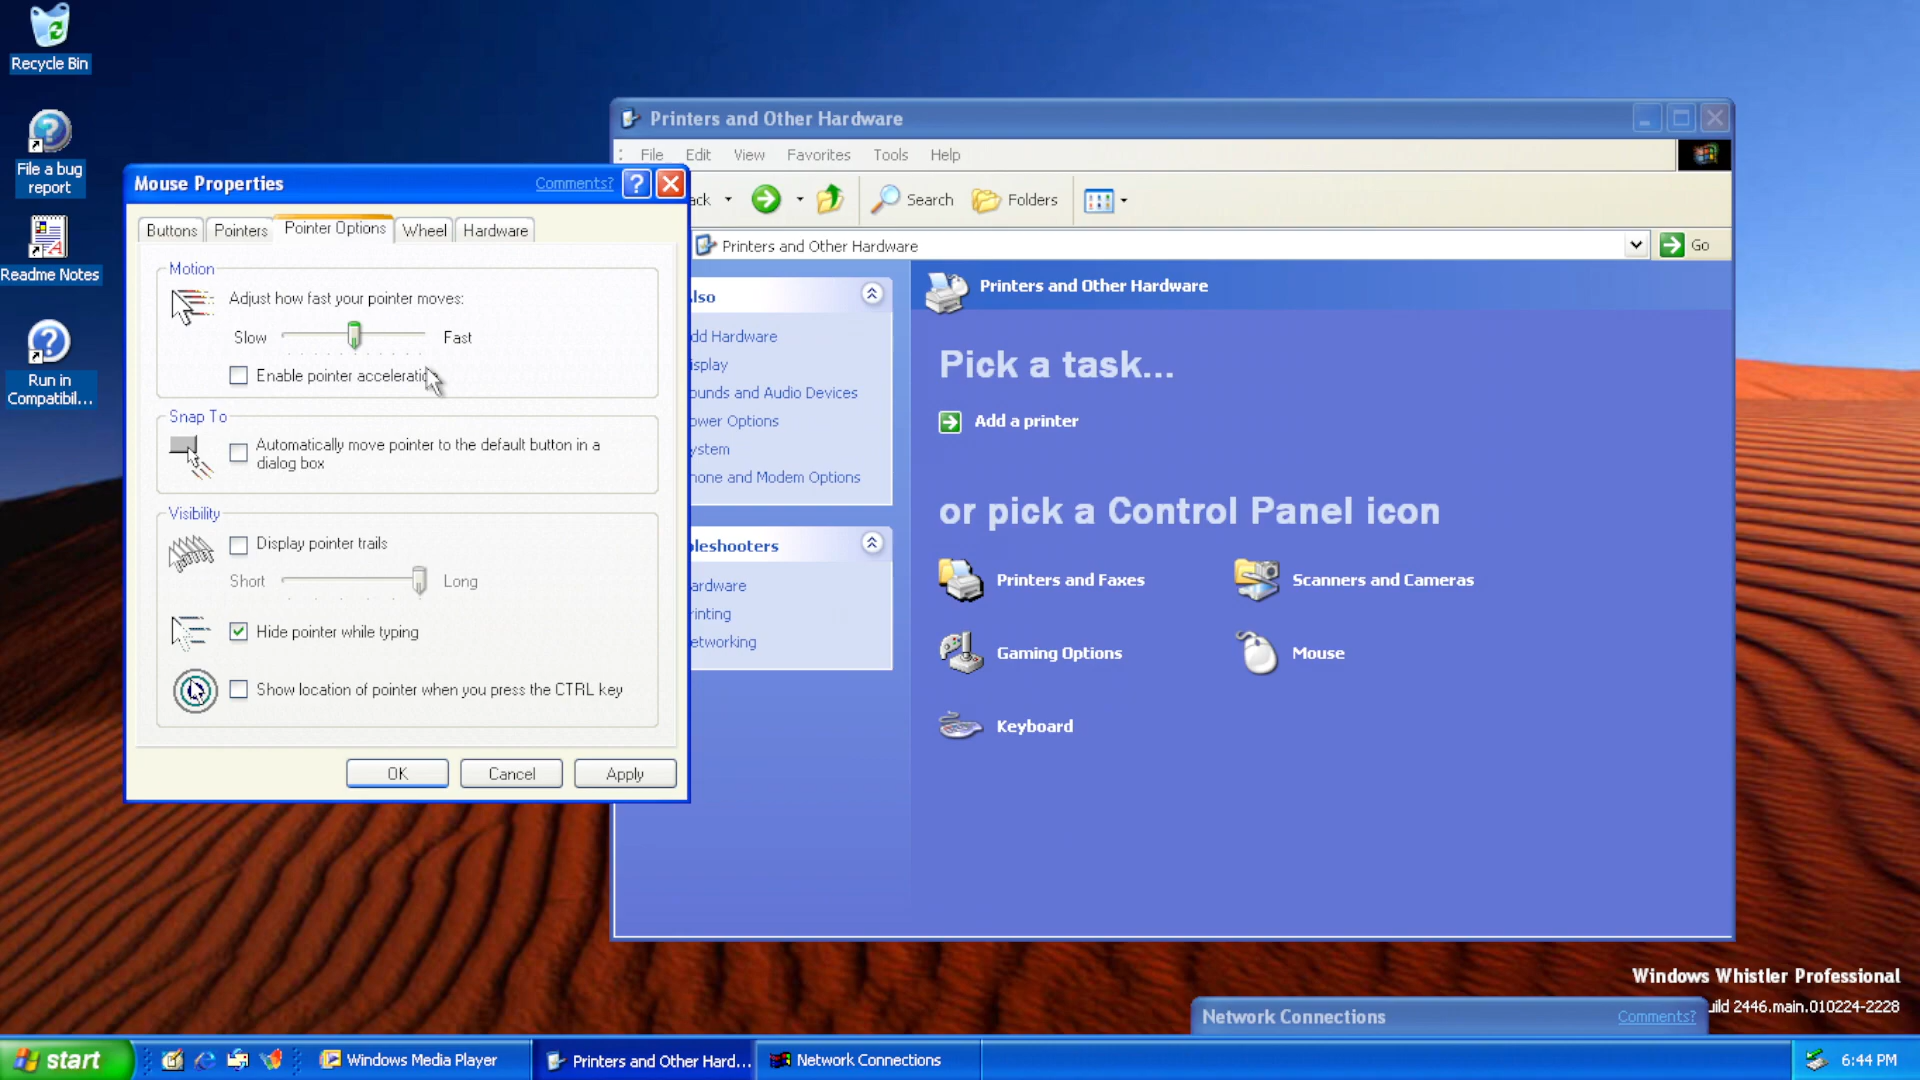 Recycle Bin
File a bug
report
Readme Notes
Run in
Compatibil...
Mouse Properties
Comments?
Buttons
Pointers
Pointer Options
Wheel
Hardware
Motion
Adjust how fast your pointer moves:
Slow
Fast
Enable pointer acceleratio
Snap To
Automatically move pointer to the default button in a
dialog box
Visibility
Display pointer trails
Short
Long
Hide pointer while typing
Show location of pointer when you press the CTRL key
OK
Cancel
Apply
Printers and Other Hardware
File Edit View Favorites Tools Help
ack
Search
Folders
Printers and Other Hardware
Go
lso
dd Hardware
isplay
ounds and Audio Devices
ower Options
ystem
hone and Modem Options
leshooters
ardware
rinting
etworking
Printers and Other Hardware
Pick a task...
Add a printer
or pick a Control Panel icon
Printers and Faxes
Scanners and Cameras
Gaming Options
Mouse
Keyboard
Windows Whistler Professional
uild 2446.main.010224-2228
Network Connections
Comments?
start
Windows Media Player
Printers and Other Hard...
Network Connections
6:44 PM